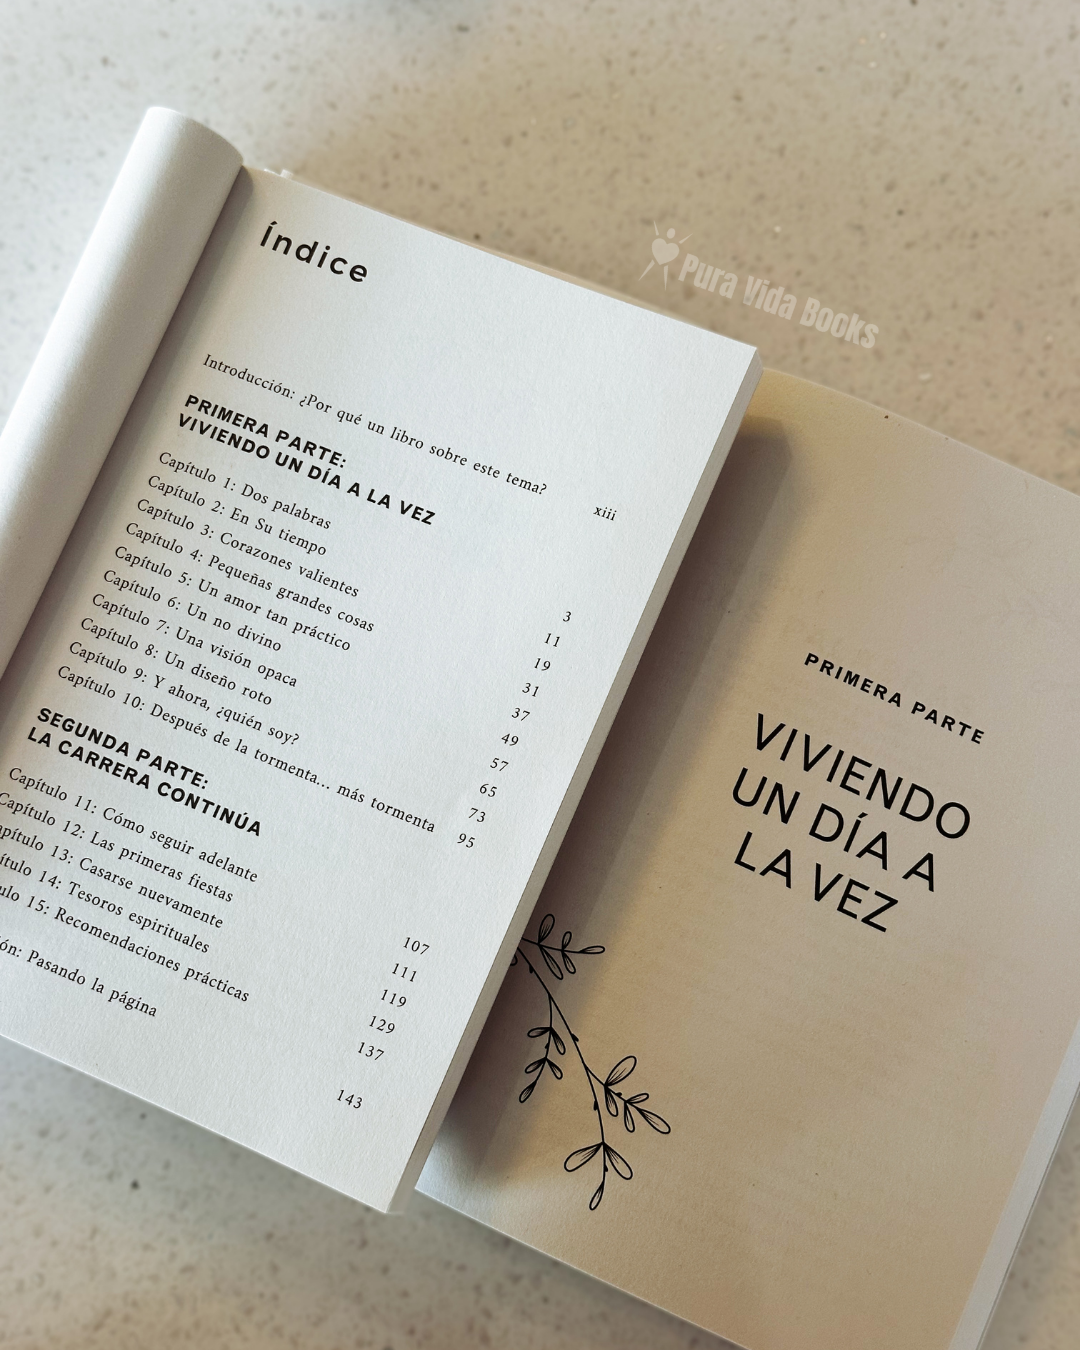 Índice
Introducción: ¿Por qué un libro sobre este tema? xiii
PRIMERA PARTE:
VIVIENDO UN DÍA A LA VEZ
Capítulo 1: Dos palabras 3
Capítulo 2: En Su tiempo 11
Capítulo 3: Corazones valientes 19
Capítulo 4: Pequeñas grandes cosas 31
Capítulo 5: Un amor tan práctico 37
Capítulo 6: Un no divino 49
Capítulo 7: Una visión opaca 57
Capítulo 8: Un diseño roto 65
Capítulo 9: Y ahora, ¿quién soy? 73
Capítulo 10: Después de la tormenta... más tormenta 95
SEGUNDA PARTE:
LA CARRERA CONTINÚA
Capítulo 11: Cómo seguir adelante 107
Capítulo 12: Las primeras fiestas 111
apítulo 13: Casarse nuevamente 119
ítulo 14: Tesoros espirituales 129
ulo 15: Recomendaciones prácticas 137
ón: Pasando la página 143
Pura Vida Books
PRIMERA PARTE
VIVIENDO
UN DÍA A
LA VEZ